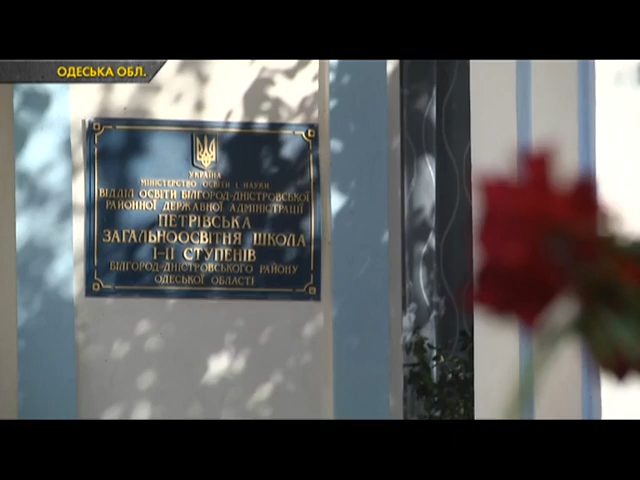 ОДЕСЬКА ОБЛ.
УКРАЇНА
МІНІСТЕРСТВО ОСВІТИ І НАУКИ
ВІДДІЛ ОСВІТИ БІЛГОРОД-ДНІСТРОВСЬКОЇ
РАЙОННОЇ ДЕРЖАВНОЇ АДМІНІСТРАЦІЇ
ПЕТРІВСЬКА
ЗАГАЛЬНООСВІТНЯ ШКОЛА
І-ІІ СТУПЕНІВ
БІЛГОРОД-ДНІСТРОВСЬКОГО РАЙОНУ
ОДЕСЬКОЇ ОБЛАСТІ